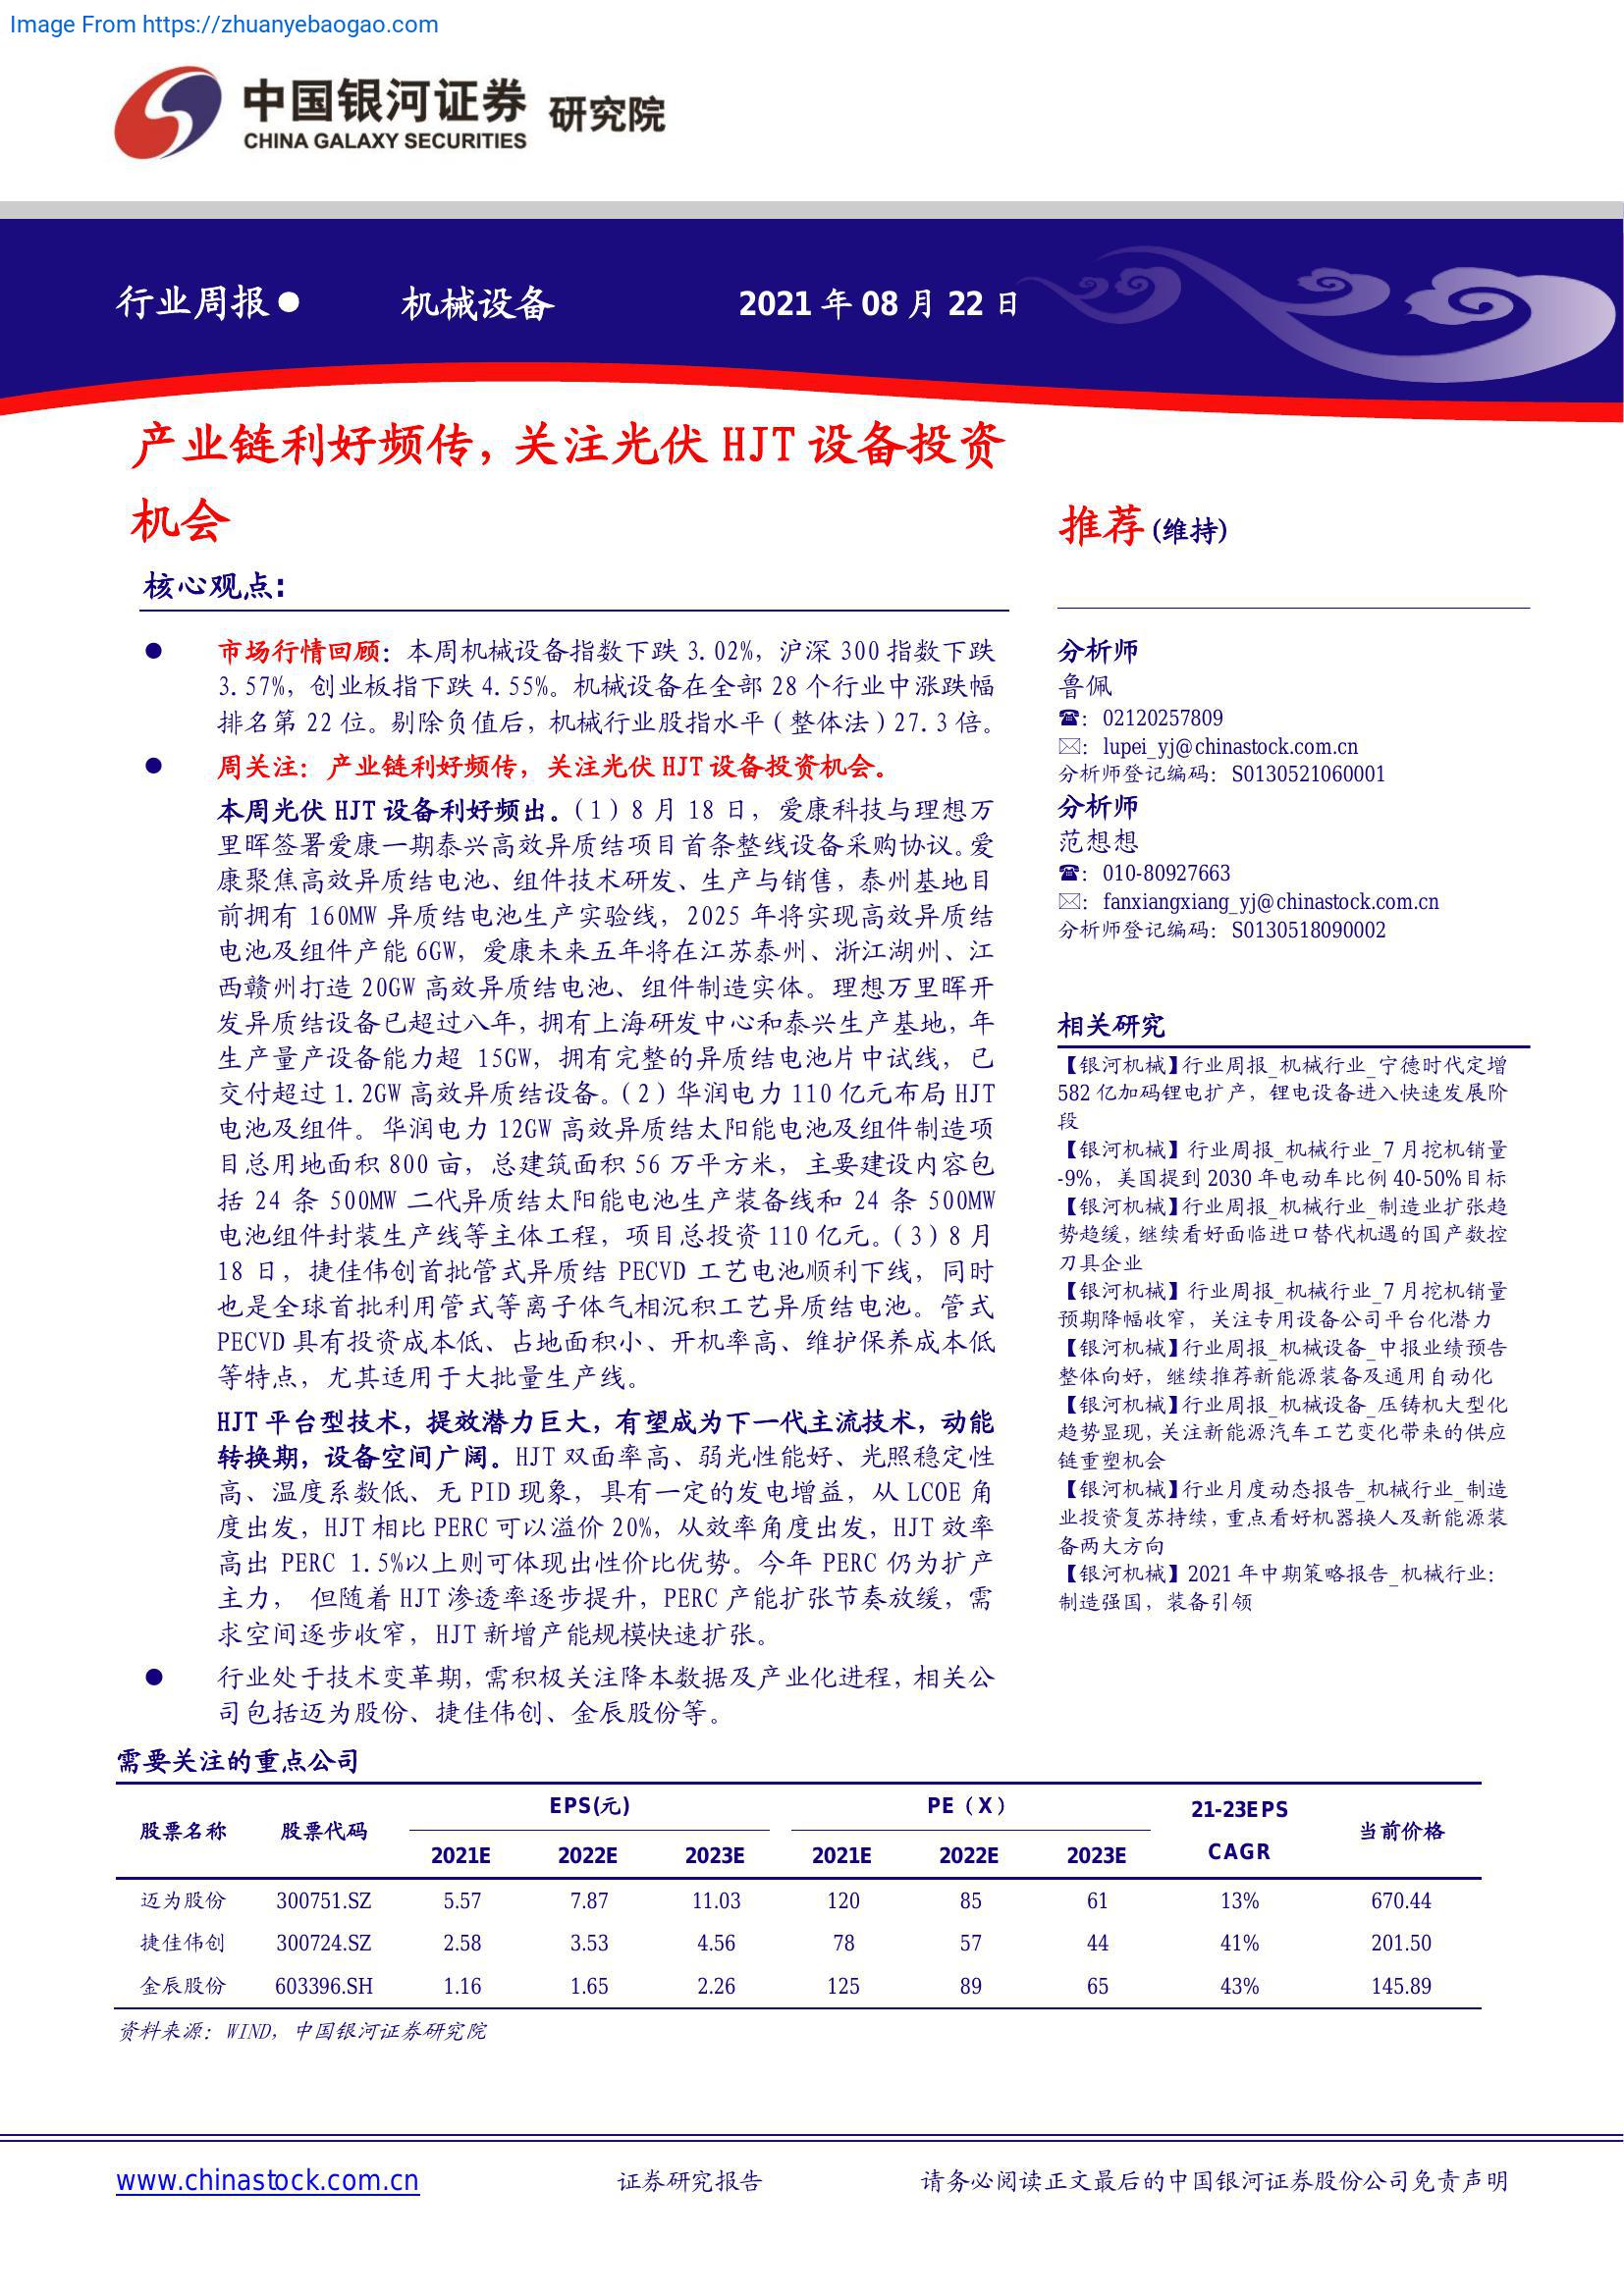 Image From https://zhuanyebaogao.com
中国银河证券 研究院
CHINA GALAXY SECURITIES
行业周报● 机械设备 2021 年 08 月 22 日
产业链利好频传，关注光伏 HJT 设备投资
机会
推荐 (维持)
核心观点:
● 市场行情回顾：本周机械设备指数下跌 3.02%，沪深 300 指数下跌
3.57%，创业板指下跌 4.55%。机械设备在全部 28 个行业中涨跌幅
排名第 22 位。剔除负值后，机械行业股指水平（整体法）27.3 倍。
● 周关注：产业链利好频传，关注光伏 HJT 设备投资机会。
本周光伏 HJT 设备利好频出。（1）8 月 18 日，爱康科技与理想万
里晖签署爱康一期泰兴高效异质结项目首条整线设备采购协议。爱
康聚焦高效异质结电池、组件技术研发、生产与销售，泰州基地目
前拥有 160MW 异质结电池生产实验线，2025 年将实现高效异质结
电池及组件产能 6GW，爱康未来五年将在江苏泰州、浙江湖州、江
西赣州打造 20GW 高效异质结电池、组件制造实体。理想万里晖开
发异质结设备已超过八年，拥有上海研发中心和泰兴生产基地，年
生产量产设备能力超 15GW，拥有完整的异质结电池片中试线，已
交付超过 1.2GW 高效异质结设备。（2）华润电力 110 亿元布局 HJT
电池及组件。华润电力 12GW 高效异质结太阳能电池及组件制造项
目总用地面积 800 亩，总建筑面积 56 万平方米，主要建设内容包
括 24 条 500MW 二代异质结太阳能电池生产装备线和 24 条 500MW
电池组件封装生产线等主体工程，项目总投资 110 亿元。（3）8 月
18 日，捷佳伟创首批管式异质结 PECVD 工艺电池顺利下线，同时
也是全球首批利用管式等离子体气相沉积工艺异质结电池。管式
PECVD 具有投资成本低、占地面积小、开机率高、维护保养成本低
等特点，尤其适用于大批量生产线。
HJT 平台型技术，提效潜力巨大，有望成为下一代主流技术，动能
转换期，设备空间广阔。HJT 双面率高、弱光性能好、光照稳定性
高、温度系数低、无 PID 现象，具有一定的发电增益，从 LCOE 角
度出发，HJT 相比 PERC 可以溢价 20%，从效率角度出发，HJT 效率
高出 PERC 1.5%以上则可体现出性价比优势。今年 PERC 仍为扩产
主力， 但随着 HJT 渗透率逐步提升，PERC 产能扩张节奏放缓，需
求空间逐步收窄，HJT 新增产能规模快速扩张。
● 行业处于技术变革期，需积极关注降本数据及产业化进程，相关公
司包括迈为股份、捷佳伟创、金辰股份等。
分析师
鲁佩
☎：02120257809
✉：lupei_yj@chinastock.com.cn
分析师登记编码：S0130521060001
分析师
范想想
☎：010-80927663
✉：fanxiangxiang_yj@chinastock.com.cn
分析师登记编码：S0130518090002
相关研究
【银河机械】行业周报_机械行业_宁德时代定增
582 亿加码锂电扩产，锂电设备进入快速发展阶
段
【银河机械】行业周报_机械行业_7 月挖机销量
-9%，美国提到 2030 年电动车比例 40-50%目标
【银河机械】行业周报_机械行业_制造业扩张趋
势趋缓，继续看好面临进口替代机遇的国产数控
刀具企业
【银河机械】行业周报_机械行业_7 月挖机销量
预期降幅收窄，关注专用设备公司平台化潜力
【银河机械】行业周报_机械设备_中报业绩预告
整体向好，继续推荐新能源装备及通用自动化
【银河机械】行业周报_机械设备_压铸机大型化
趋势显现，关注新能源汽车工艺变化带来的供应
链重塑机会
【银河机械】行业月度动态报告_机械行业_制造
业投资复苏持续，重点看好机器换人及新能源装
备两大方向
【银河机械】2021 年中期策略报告_机械行业：
制造强国，装备引领
需要关注的重点公司
股票名称 股票代码 EPS(元) PE（X） 21-23EPS CAGR 当前价格
2021E 2022E 2023E 2021E 2022E 2023E
迈为股份 300751.SZ 5.57 7.87 11.03 120 85 61 13% 670.44
捷佳伟创 300724.SZ 2.58 3.53 4.56 78 57 44 41% 201.50
金辰股份 603396.SH 1.16 1.65 2.26 125 89 65 43% 145.89
资料来源：WIND，中国银河证券研究院
www.chinastock.com.cn 证券研究报告 请务必阅读正文最后的中国银河证券股份公司免责声明